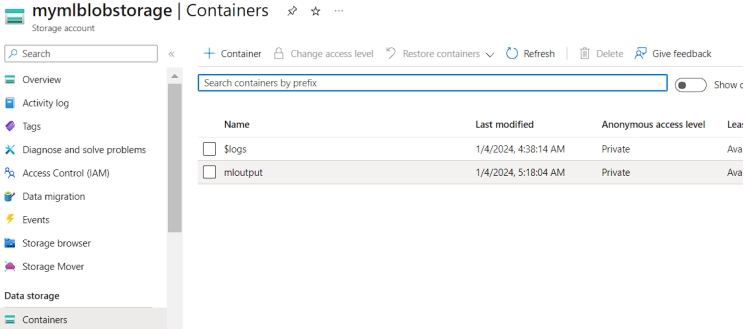 mymlblobstorage | Containers
Storage account
Search
Container Change access level Restore containers Refresh Delete Give feedback
Overview
Activity log
Tags
Diagnose and solve problems
Access Control (IAM)
Data migration
Events
Storage browser
Storage Mover
Data storage
Containers
Search containers by prefix
Show
Name Last modified Anonymous access level
$logs 1/4/2024, 4:38:14 AM Private
mloutput 1/4/2024, 5:18:04 AM Private